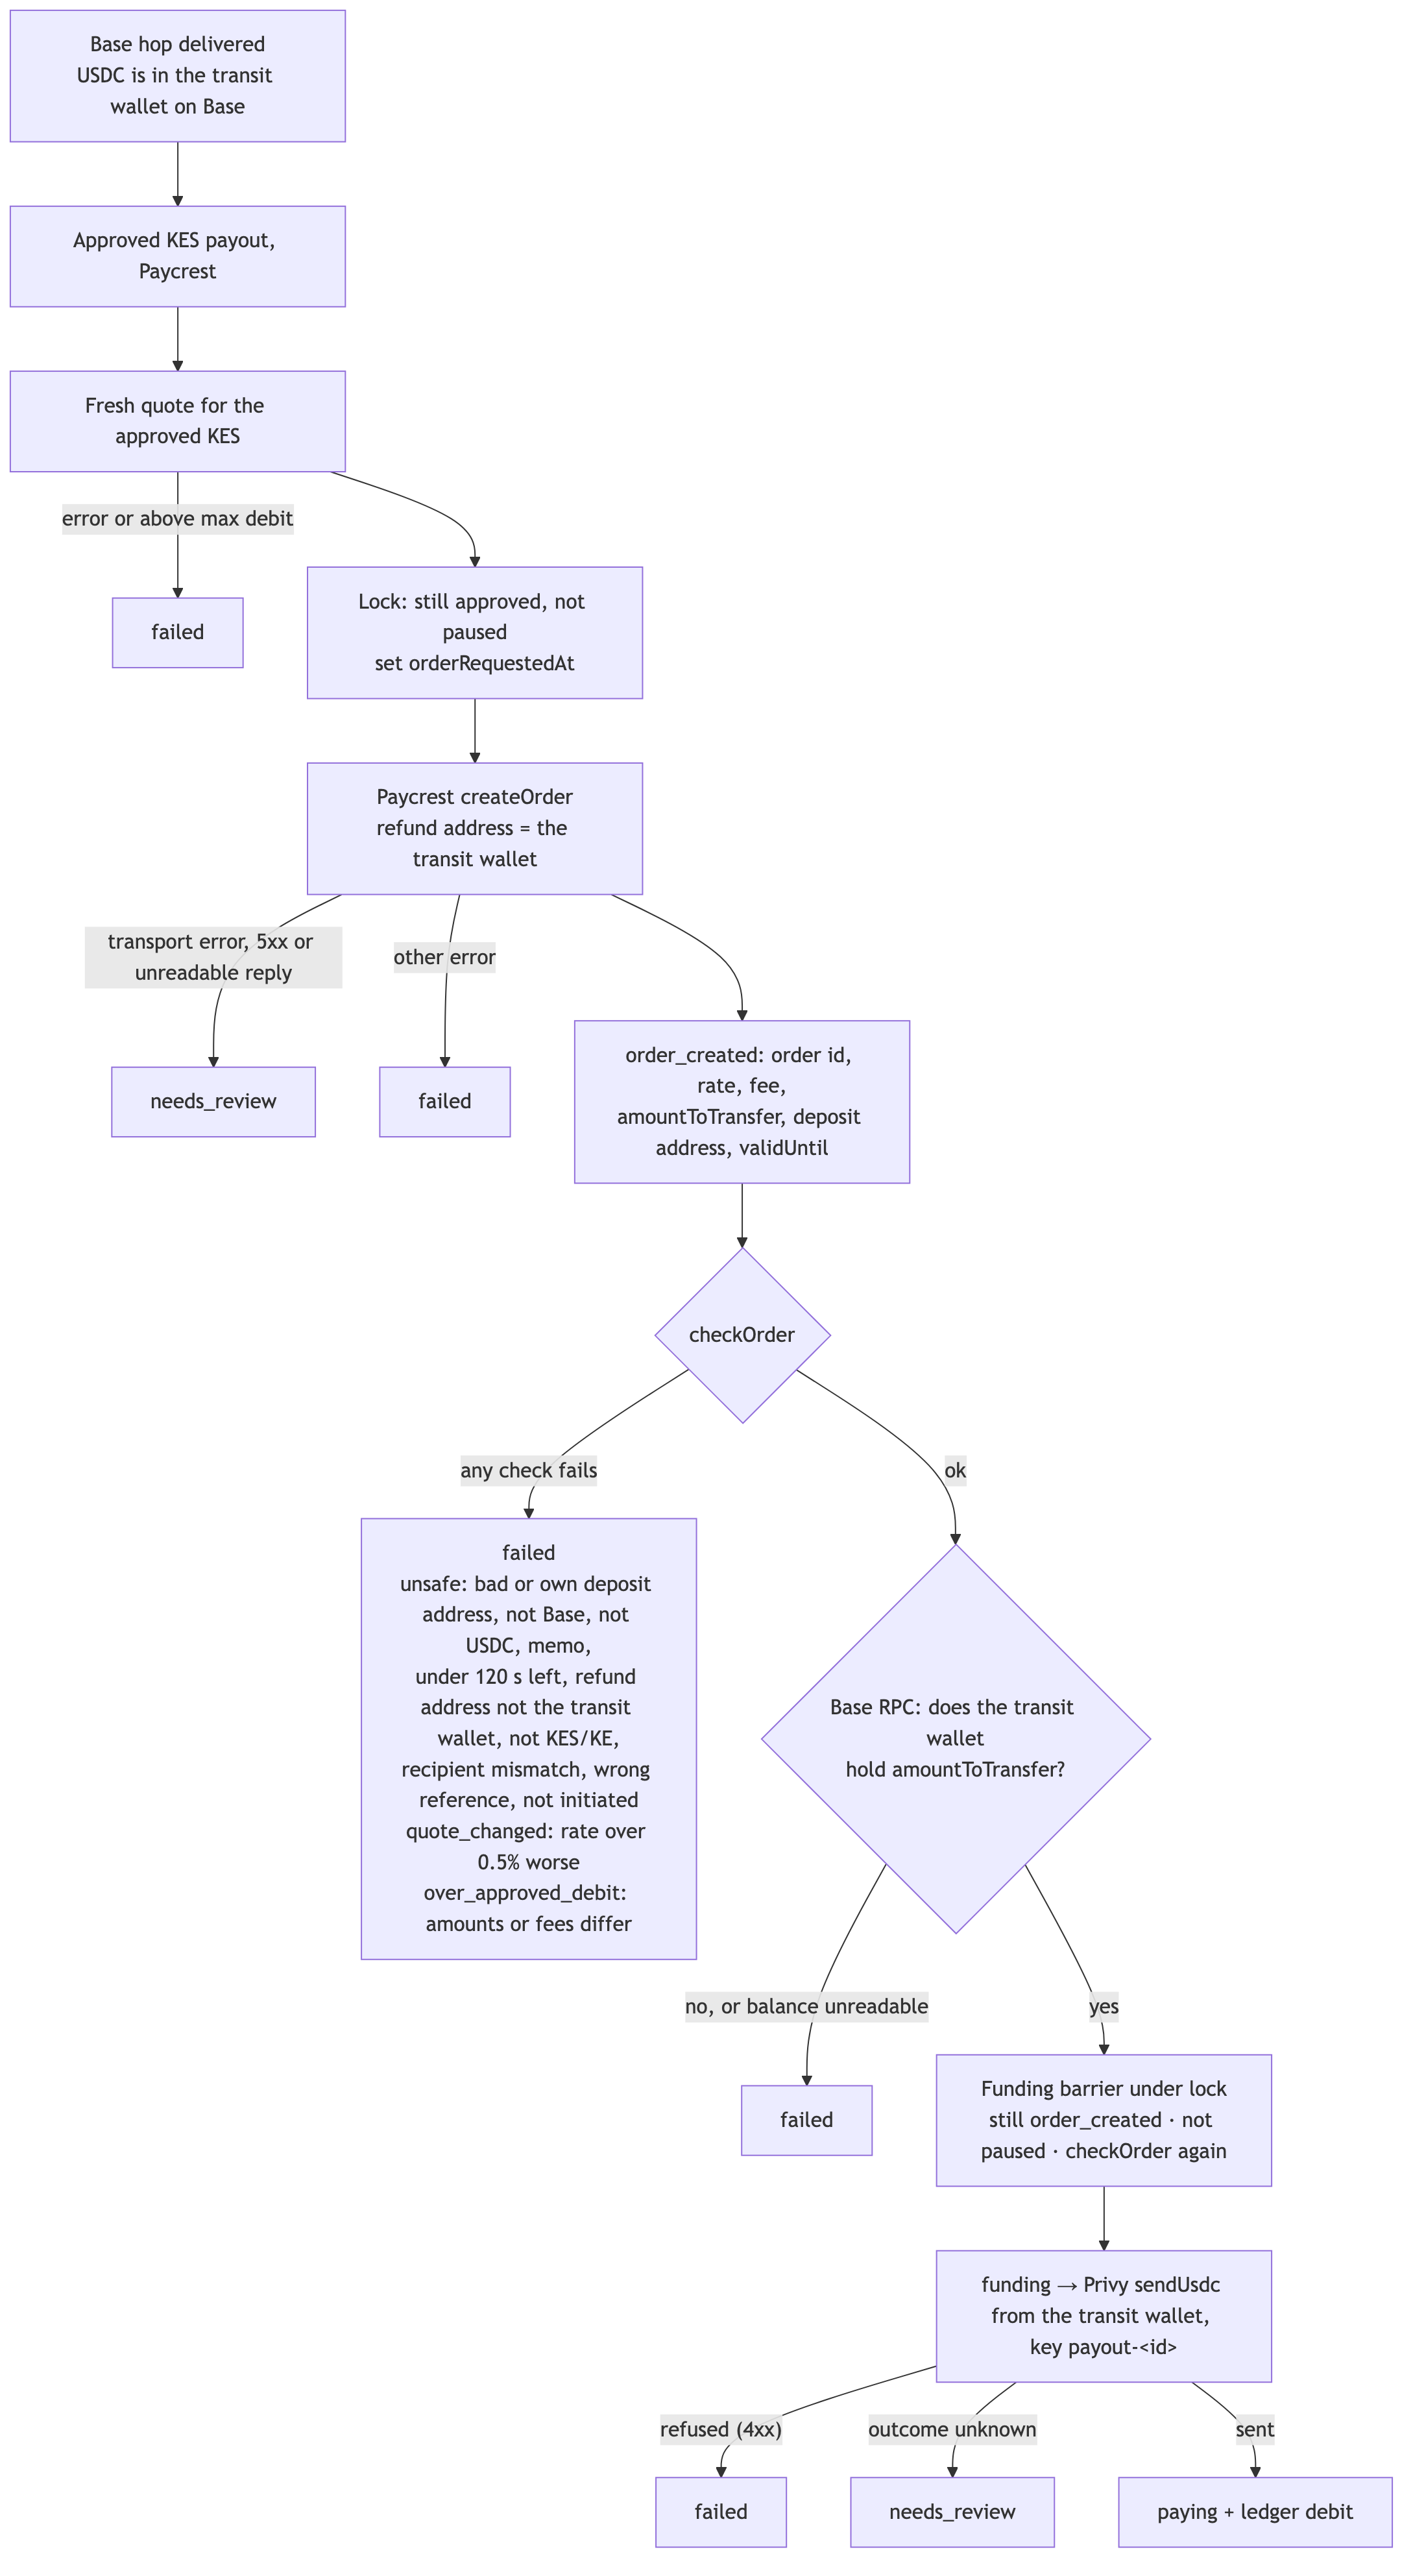 Base hop delivered
USDC is in the transit
wallet on Base
Approved KES payout,
Paycrest
Fresh quote for the
approved KES
error or above max debit
failed
Lock: still approved, not
paused
set orderRequestedAt
Paycrest createOrder
refund address = the
transit wallet
transport error, 5xx or
unreadable reply
other error
needs_review
failed
order_created: order id,
rate, fee,
amountToTransfer, deposit
address, validUntil
checkOrder
any check fails
ok
failed
unsafe: bad or own deposit
address, not Base, not
USDC, memo,
under 120 s left, refund
address not the transit
wallet, not KES/KE,
recipient mismatch, wrong
reference, not initiated
quote_changed: rate over
0.5% worse
over_approved_debit:
amounts or fees differ
Base RPC: does the transit
wallet
hold amountToTransfer?
no, or balance unreadable
yes
failed
Funding barrier under lock
still order_created · not
paused · checkOrder again
funding → Privy sendUsdc
from the transit wallet,
key payout-<id>
refused (4xx)
outcome unknown
sent
failed
needs_review
paying + ledger debit